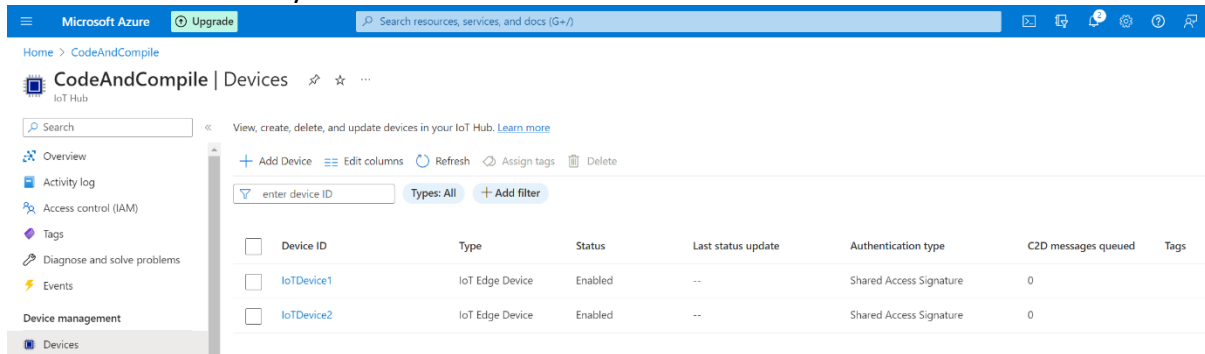 Microsoft Azure Upgrade Search resources, services, and docs (G+/) 2
Home > CodeAndCompile
CodeAndCompile | Devices ...
IoT Hub
Search « View, create, delete, and update devices in your IoT Hub. Learn more
Overview + Add Device Edit columns Refresh Assign tags Delete
Activity log
enter device ID Types: All + Add filter
Access control (IAM)
Tags
Device ID Type Status Last status update Authentication type C2D messages queued Tags
Diagnose and solve problems
Events
IoTDevice1 IoT Edge Device Enabled -- Shared Access Signature 0
Device management
IoTDevice2 IoT Edge Device Enabled -- Shared Access Signature 0
Devices